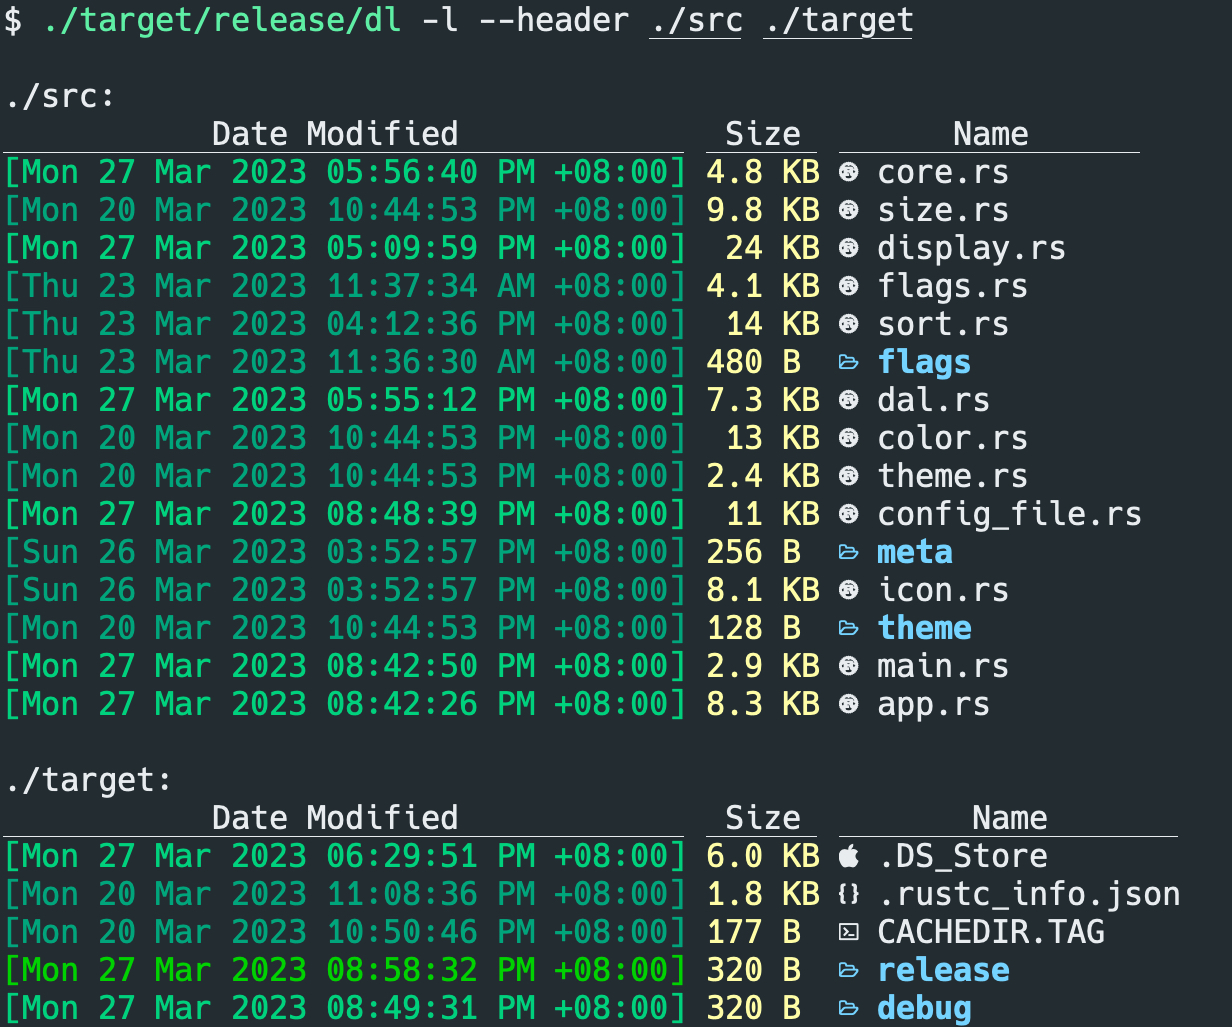 $ ./target/release/dl -l --header ./src ./target
./src:
Date Modified Size Name
[Mon 27 Mar 2023 05:56:40 PM +08:00] 4.8 KB core.rs
[Mon 20 Mar 2023 10:44:53 PM +08:00] 9.8 KB size.rs
[Mon 27 Mar 2023 05:09:59 PM +08:00] 24 KB display.rs
[Thu 23 Mar 2023 11:37:34 AM +08:00] 4.1 KB flags.rs
[Thu 23 Mar 2023 04:12:36 PM +08:00] 14 KB sort.rs
[Thu 23 Mar 2023 11:36:30 AM +08:00] 480 B flags
[Mon 27 Mar 2023 05:55:12 PM +08:00] 7.3 KB dal.rs
[Mon 20 Mar 2023 10:44:53 PM +08:00] 13 KB color.rs
[Mon 20 Mar 2023 10:44:53 PM +08:00] 2.4 KB theme.rs
[Mon 27 Mar 2023 08:48:39 PM +08:00] 11 KB config_file.rs
[Sun 26 Mar 2023 03:52:57 PM +08:00] 256 B meta
[Sun 26 Mar 2023 03:52:57 PM +08:00] 8.1 KB icon.rs
[Mon 20 Mar 2023 10:44:53 PM +08:00] 128 B theme
[Mon 27 Mar 2023 08:42:50 PM +08:00] 2.9 KB main.rs
[Mon 27 Mar 2023 08:42:26 PM +08:00] 8.3 KB app.rs
./target:
Date Modified Size Name
[Mon 27 Mar 2023 06:29:51 PM +08:00] 6.0 KB .DS_Store
[Mon 20 Mar 2023 11:08:36 PM +08:00] 1.8 KB {} .rustc_info.json
[Mon 20 Mar 2023 10:50:46 PM +08:00] 177 B CACHEDIR.TAG
[Mon 27 Mar 2023 08:58:32 PM +08:00] 320 B release
[Mon 27 Mar 2023 08:49:31 PM +08:00] 320 B debug